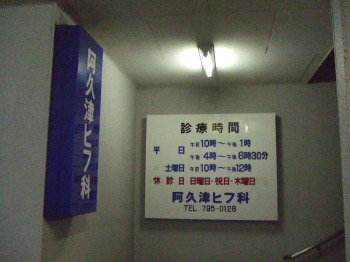 阿久津ヒフ科
診療時間
平 日 午前10時〜午後1時
午後4時〜午後6時30分
土曜日 午前10時〜午後12時
休診日 日曜日・祝日・木曜日
阿久津ヒフ科
TEL 795-0128